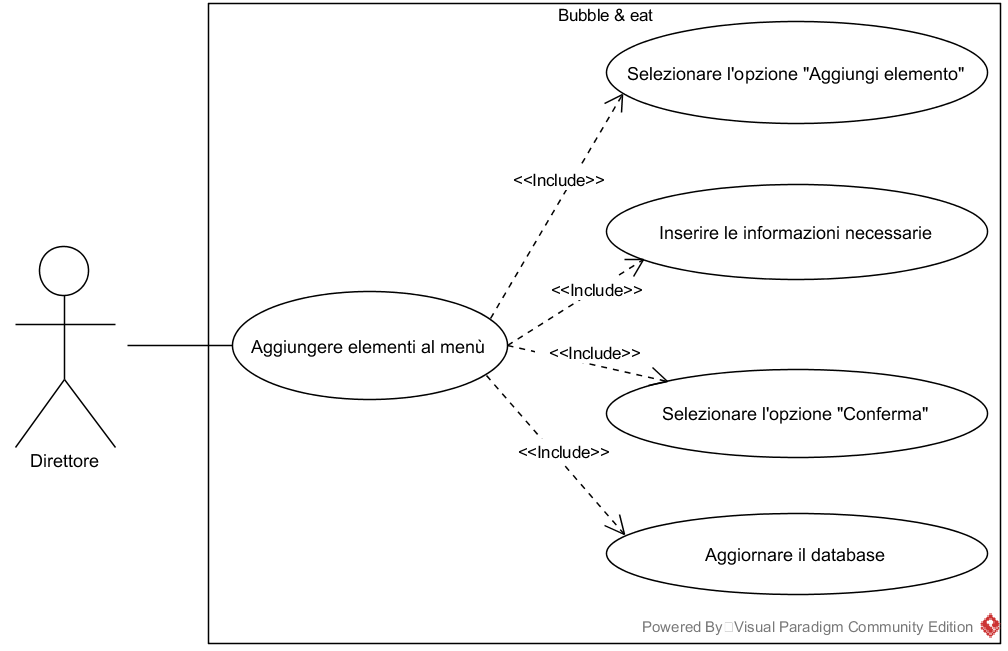 Bubble & eat
Selezionare l'opzione "Aggiungi elemento"
<<Include>>
Inserire le informazioni necessarie
<<Include>>
Aggiungere elementi al menù
<<Include>>
Selezionare l'opzione "Conferma"
Direttore
<<Include>>
Aggiornare il database
Powered By Visual Paradigm Community Edition